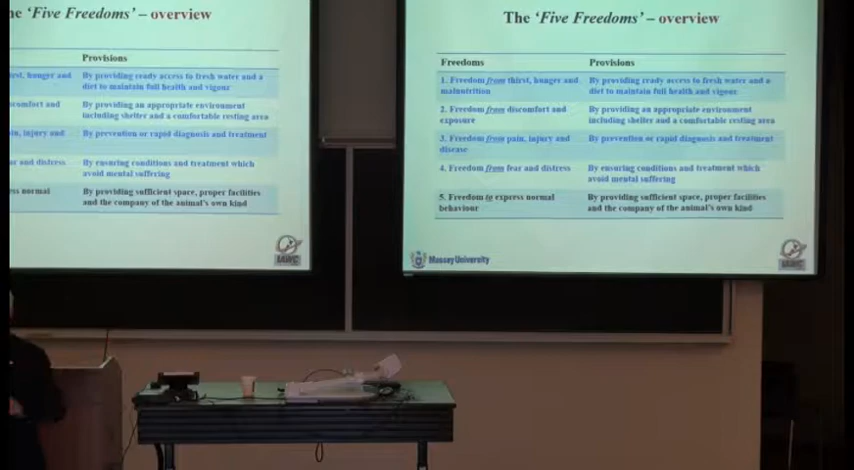 he ‘Five Freedoms’ – overview
Provisions
rst, hunger and By providing ready access to fresh water and a
diet to maintain full health and vigour
scomfort and By providing an appropriate environment
including shelter and a comfortable resting area
in, injury and By prevention or rapid diagnosis and treatment
ar and distress By ensuring conditions and treatment which
avoid mental suffering
ss normal By providing sufficient space, proper facilities
and the company of the animal's own kind
IAWC
The ‘Five Freedoms’ – overview
Freedoms Provisions
1. Freedom from thirst, hunger and By providing ready access to fresh water and a
malnutrition diet to maintain full health and vigour
2. Freedom from discomfort and By providing an appropriate environment
exposure including shelter and a comfortable resting area
3. Freedom from pain, injury and By prevention or rapid diagnosis and treatment
disease
4. Freedom from fear and distress By ensuring conditions and treatment which
avoid mental suffering
5. Freedom to express normal By providing sufficient space, proper facilities
behaviour and the company of the animal's own kind
Massey University